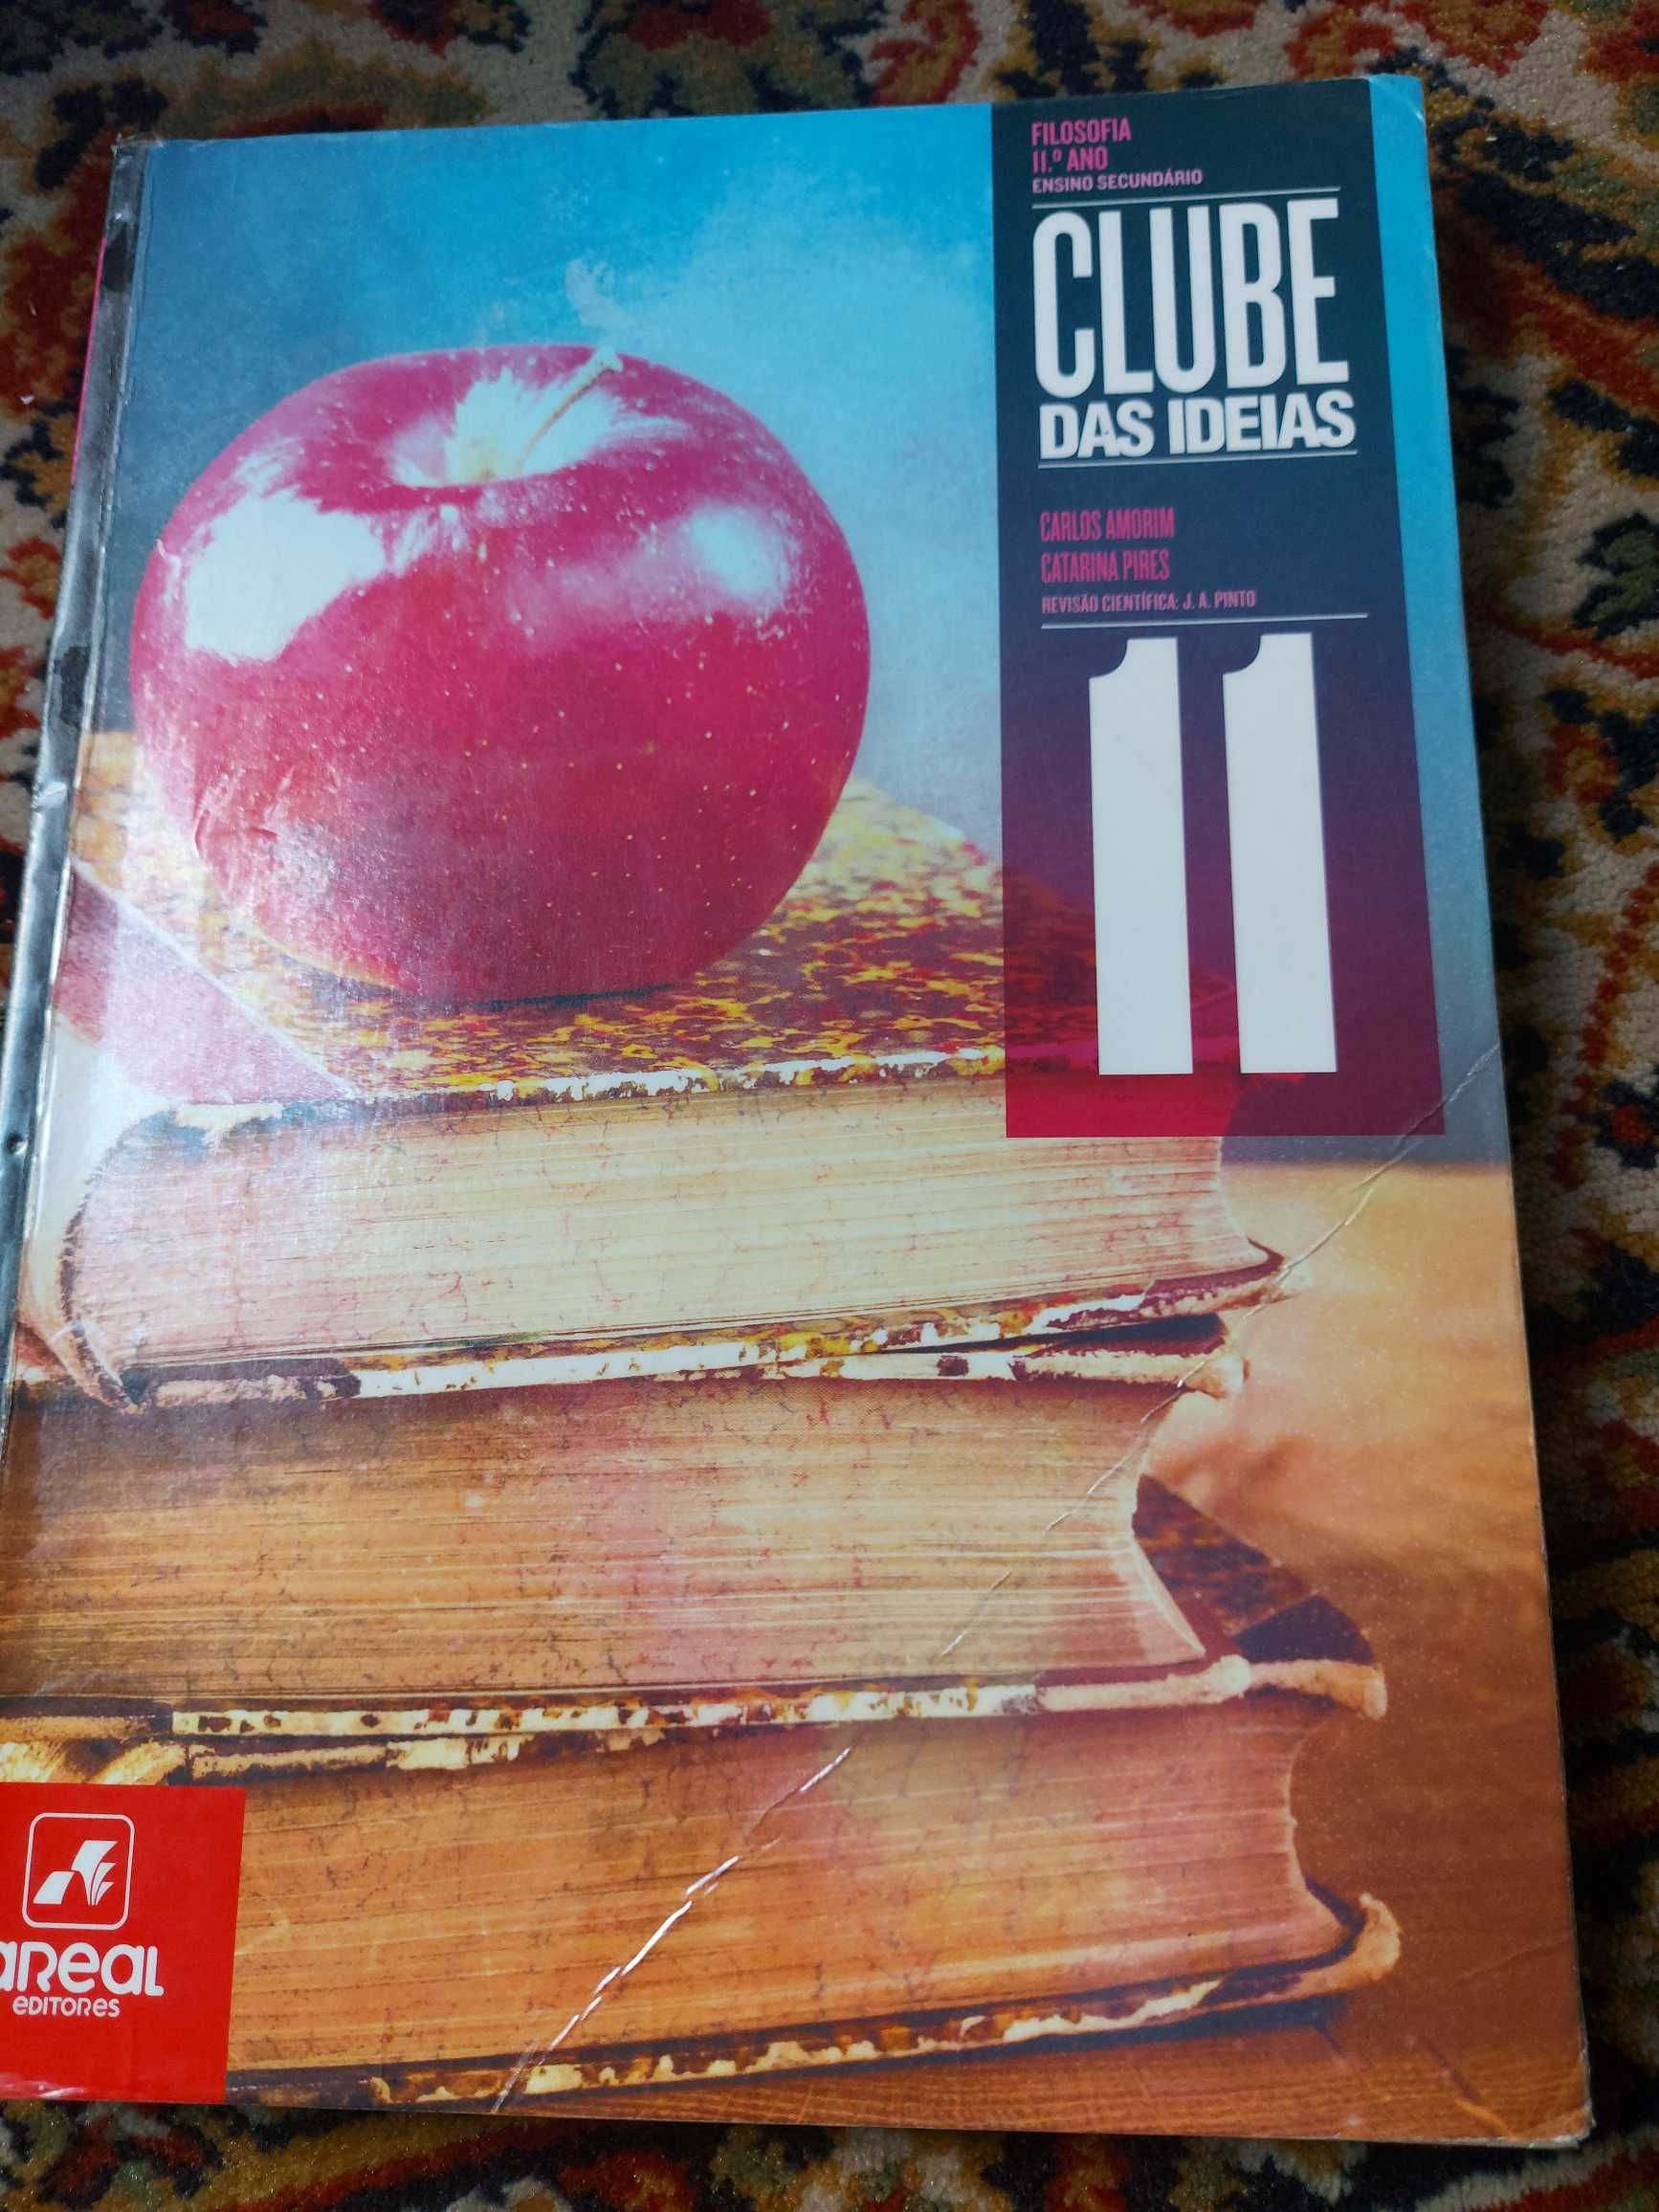 FILOSOFIA
11.º ANO
ENSINO SECUNDÁRIO
CLUBE
DAS IDEIAS
CARLOS AMORIM
CATARINA PIRES
REVISÃO CIENTÍFICA: J. A. PINTO
11
aReal
eDITORes